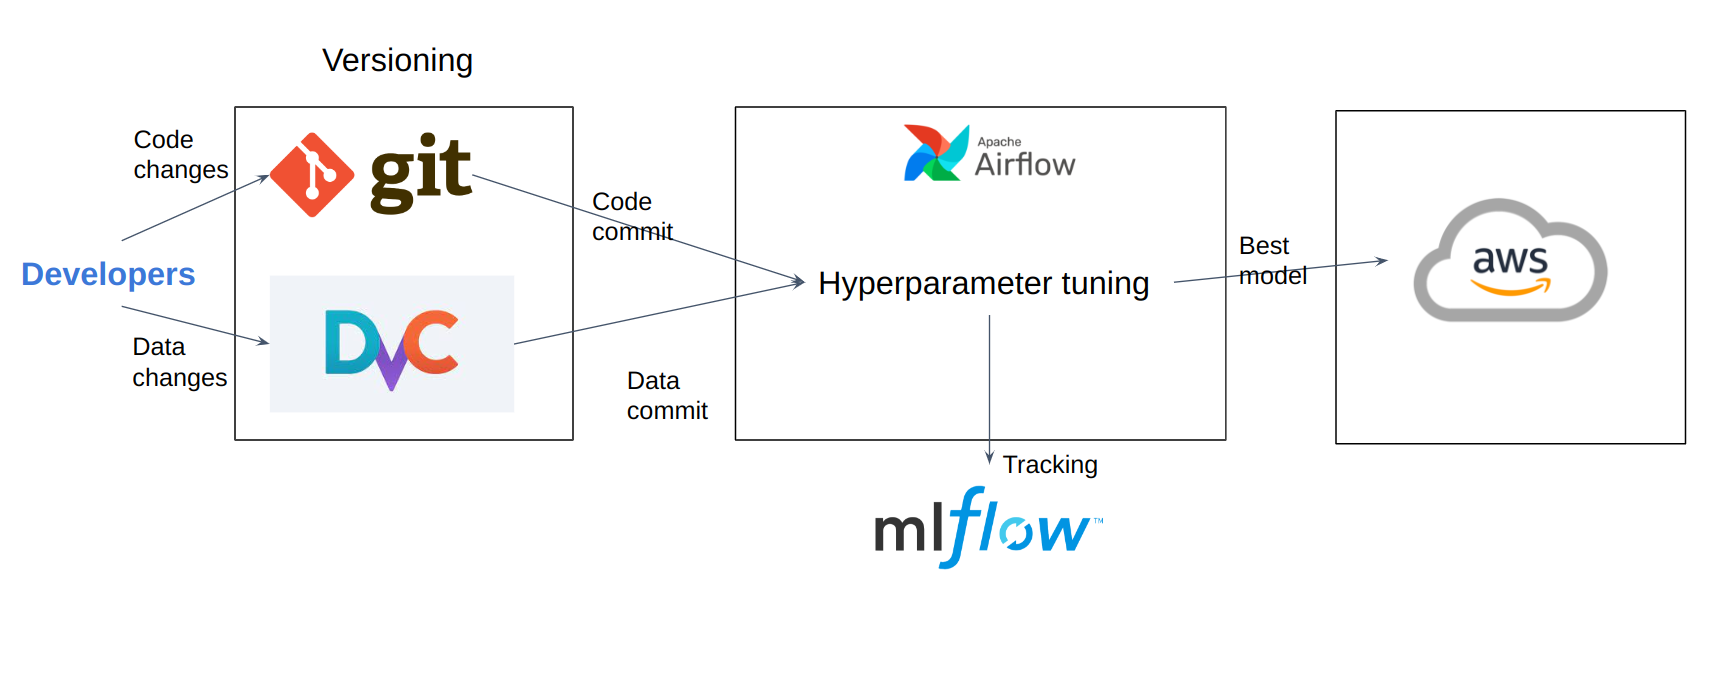 Versioning
Code
changes
git
Developers
DVC
Data
changes
Code
commit
Data
commit
Apache
Airflow
Hyperparameter tuning
Tracking
mlflow™
Best
model
aws